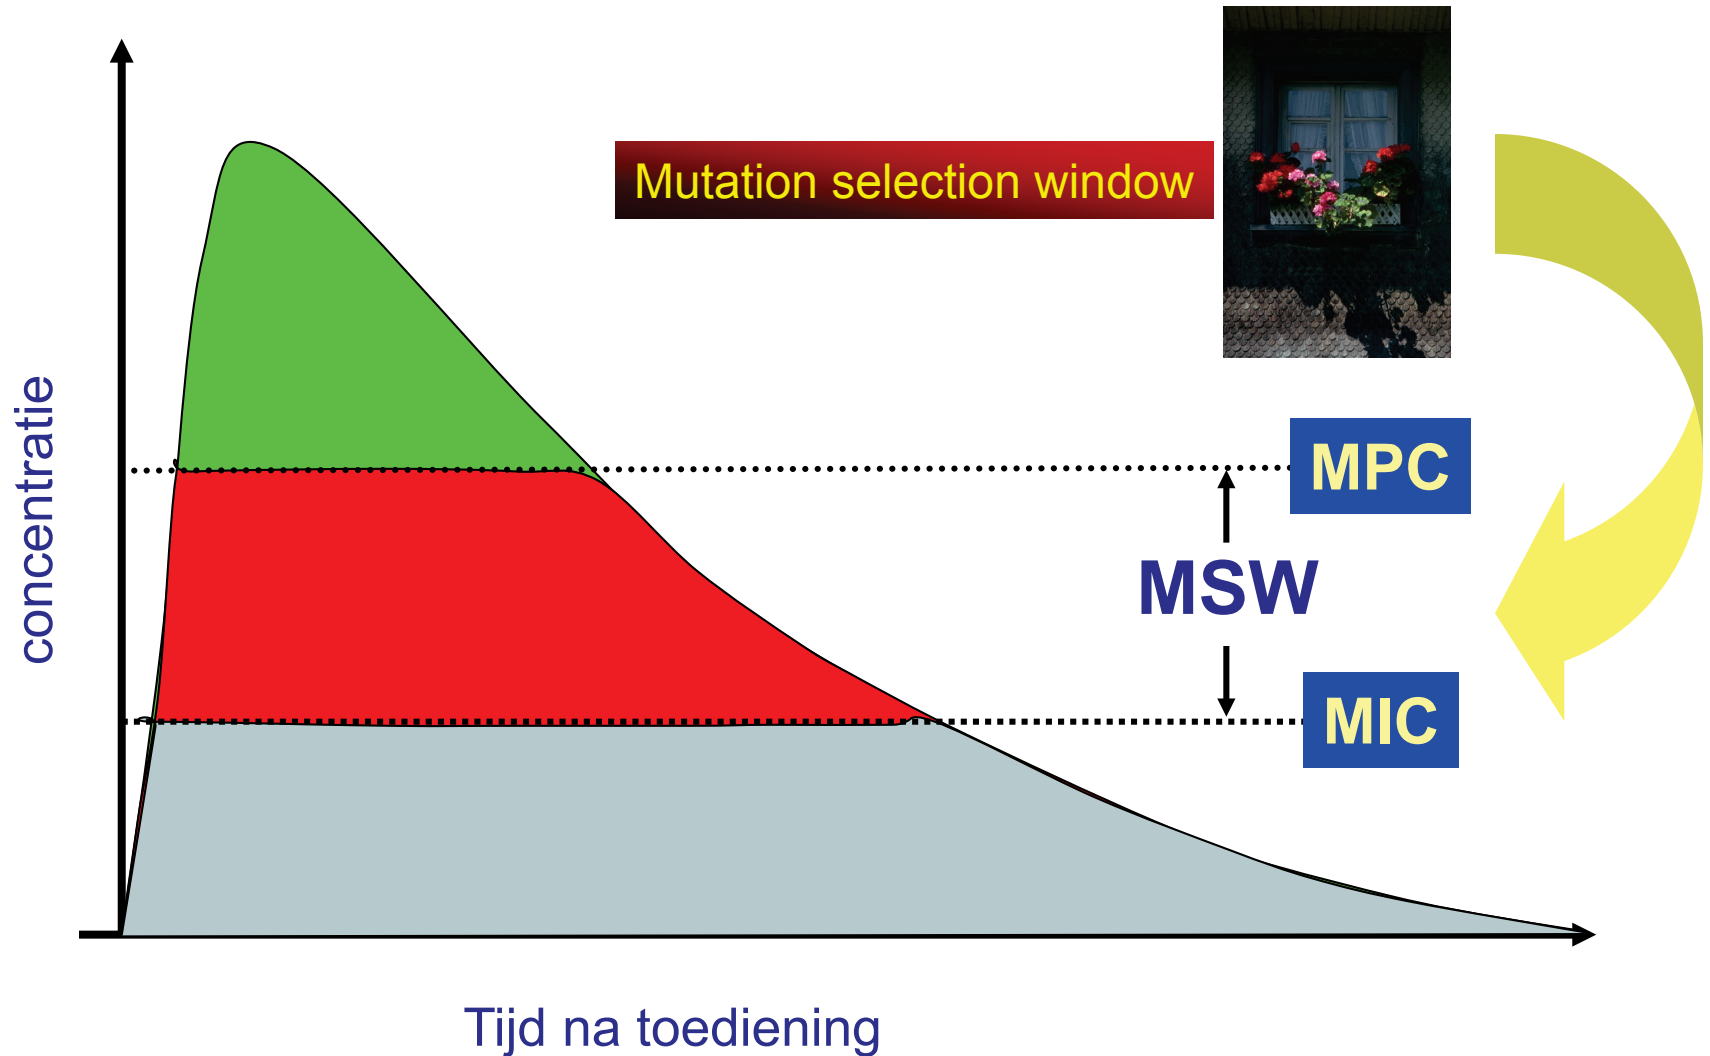 Mutation selection window
concentratie
MPC
MSW
MIC
Tijd na toediening